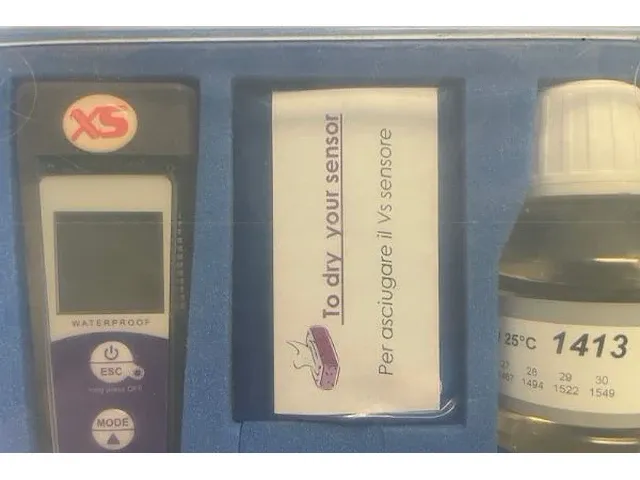 XS
WATERPROOF
ESC
MODE
To dry your sensor
Per asciugare il Vs sensore
25°C 1413
28 29 30
1494 1522 1549